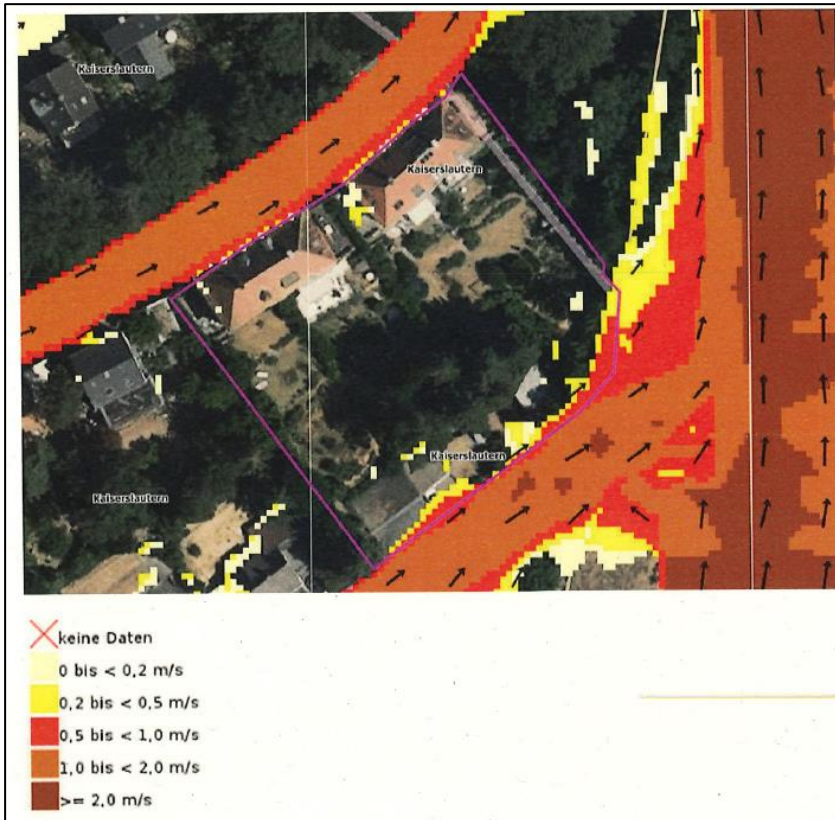 Kaiserslautern
Kaiserslautern
Kaiserslautern
Kaiserslautern
keine Daten
0 bis < 0,2 m/s
0,2 bis < 0,5 m/s
0,5 bis < 1,0 m/s
1,0 bis < 2,0 m/s
>= 2,0 m/s